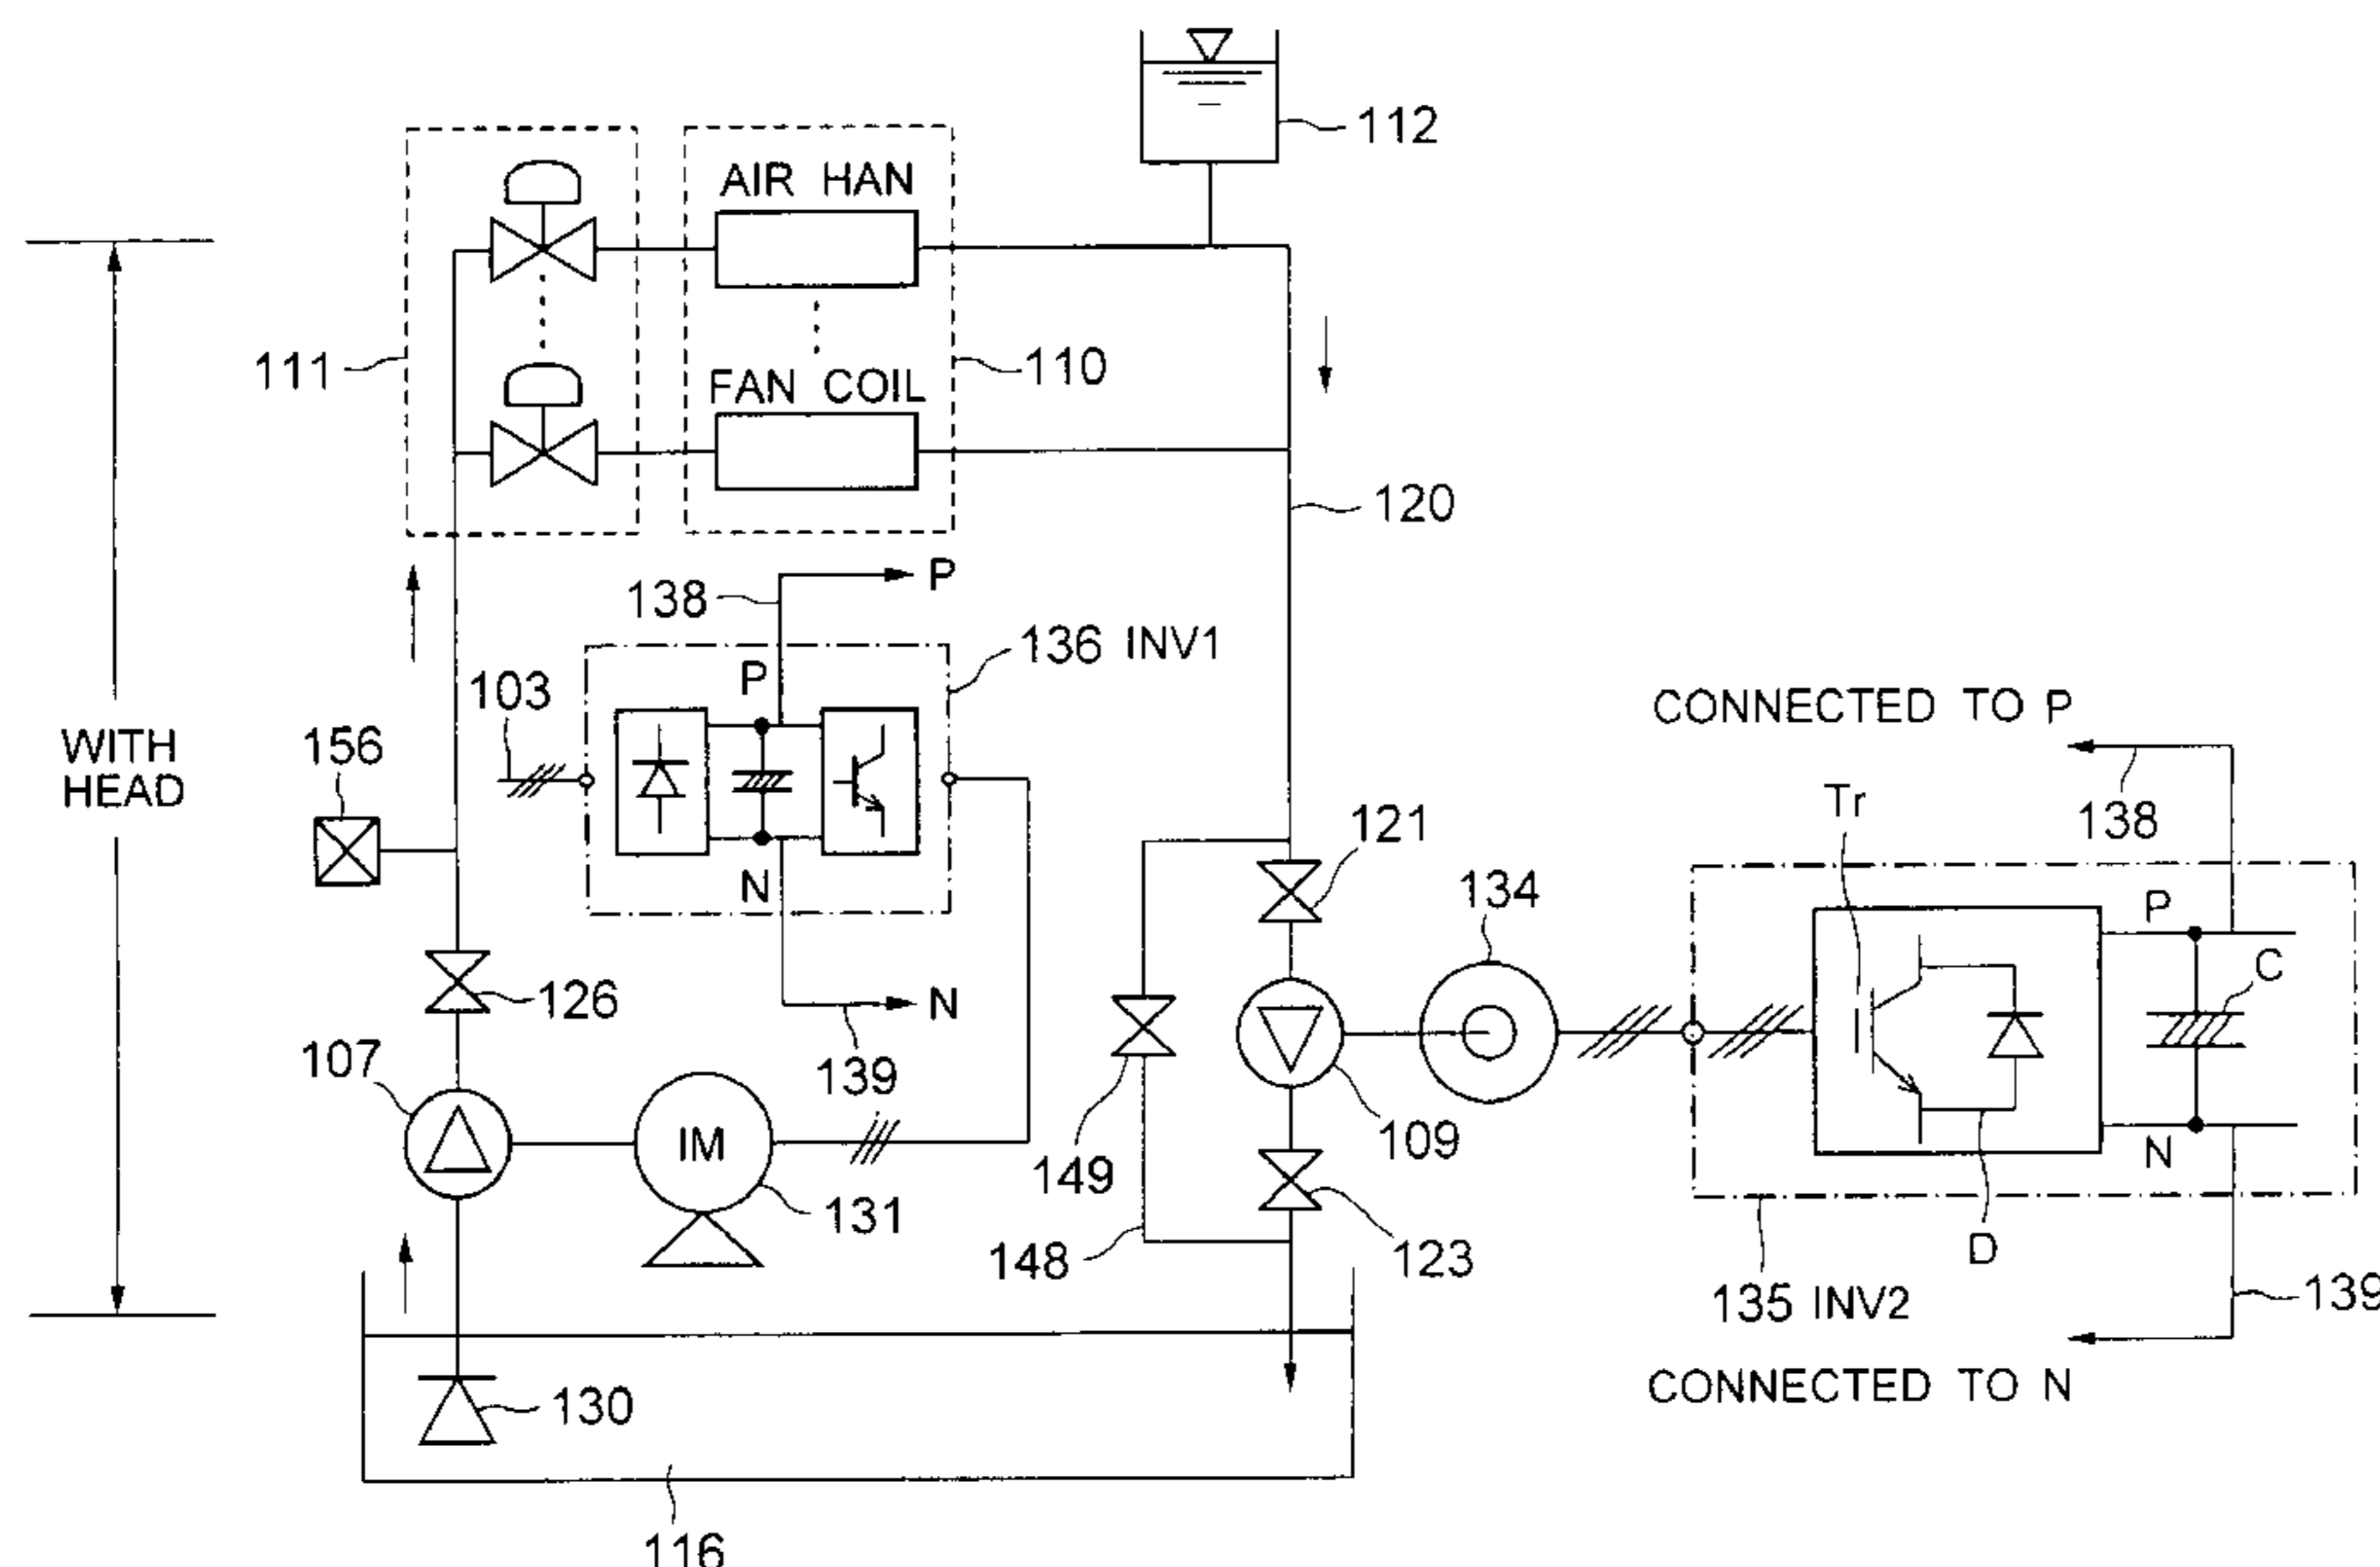 112
AIR HAN
111
110
FAN COIL
120
138
P
136 INV1
P
103
CONNECTED TO P
WITH
HEAD
156
Tr
138
121
N
134
P
C
126
N
107
139
IM
109
149
N
131
148
123
D
135 INV2
139
CONNECTED TO N
130
116